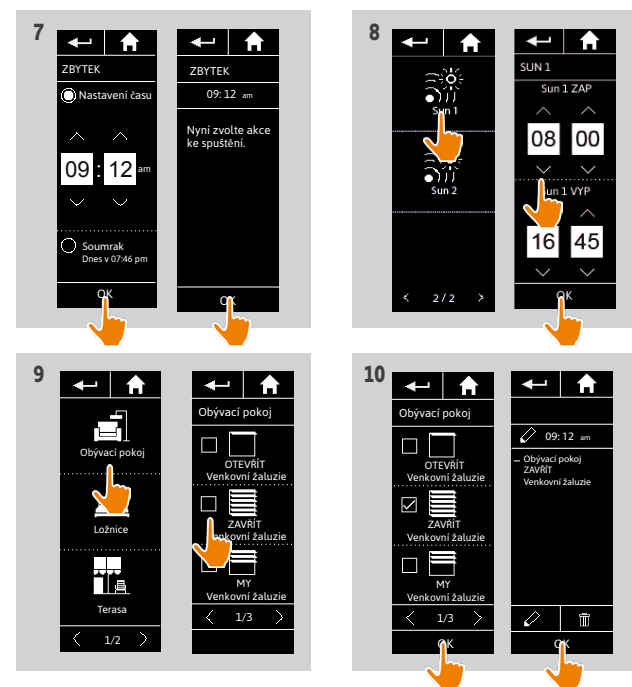 7
ZBYTEK
Nastavení času
09 : 12 am
Soumrak
Dnes v 07:46 pm
OK
ZBYTEK
09: 12 am
Nyní zvolte akce
ke spuštění.
OK
8
Sun 1
Sun 2
< 2 / 2 >
SUN 1
Sun 1 ZAP
08 00
Sun 1 VYP
16 45
OK
9
Obývací pokoj
Ložnice
Terasa
< 1/2 >
Obývací pokoj
OTEVŘÍT
Venkovní žaluzie
ZAVŘÍT
Venkovní žaluzie
MY
Venkovní žaluzie
< 1/3 >
10
Obývací pokoj
OTEVŘÍT
Venkovní žaluzie
ZAVŘÍT
Venkovní žaluzie
MY
Venkovní žaluzie
< 1/3 >
OK
09: 12 am
– Obývací pokoj
ZAVŘÍT
Venkovní žaluzie
OK